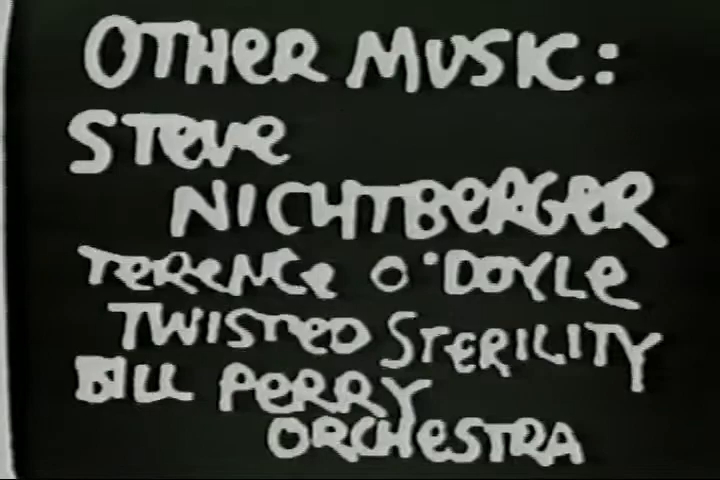 OTHER MUSIC:
STEVE
NICHTBERGER
TERENCE O'DOYLE
TWISTED STERILITY
BILL PERRY
ORCHESTRA